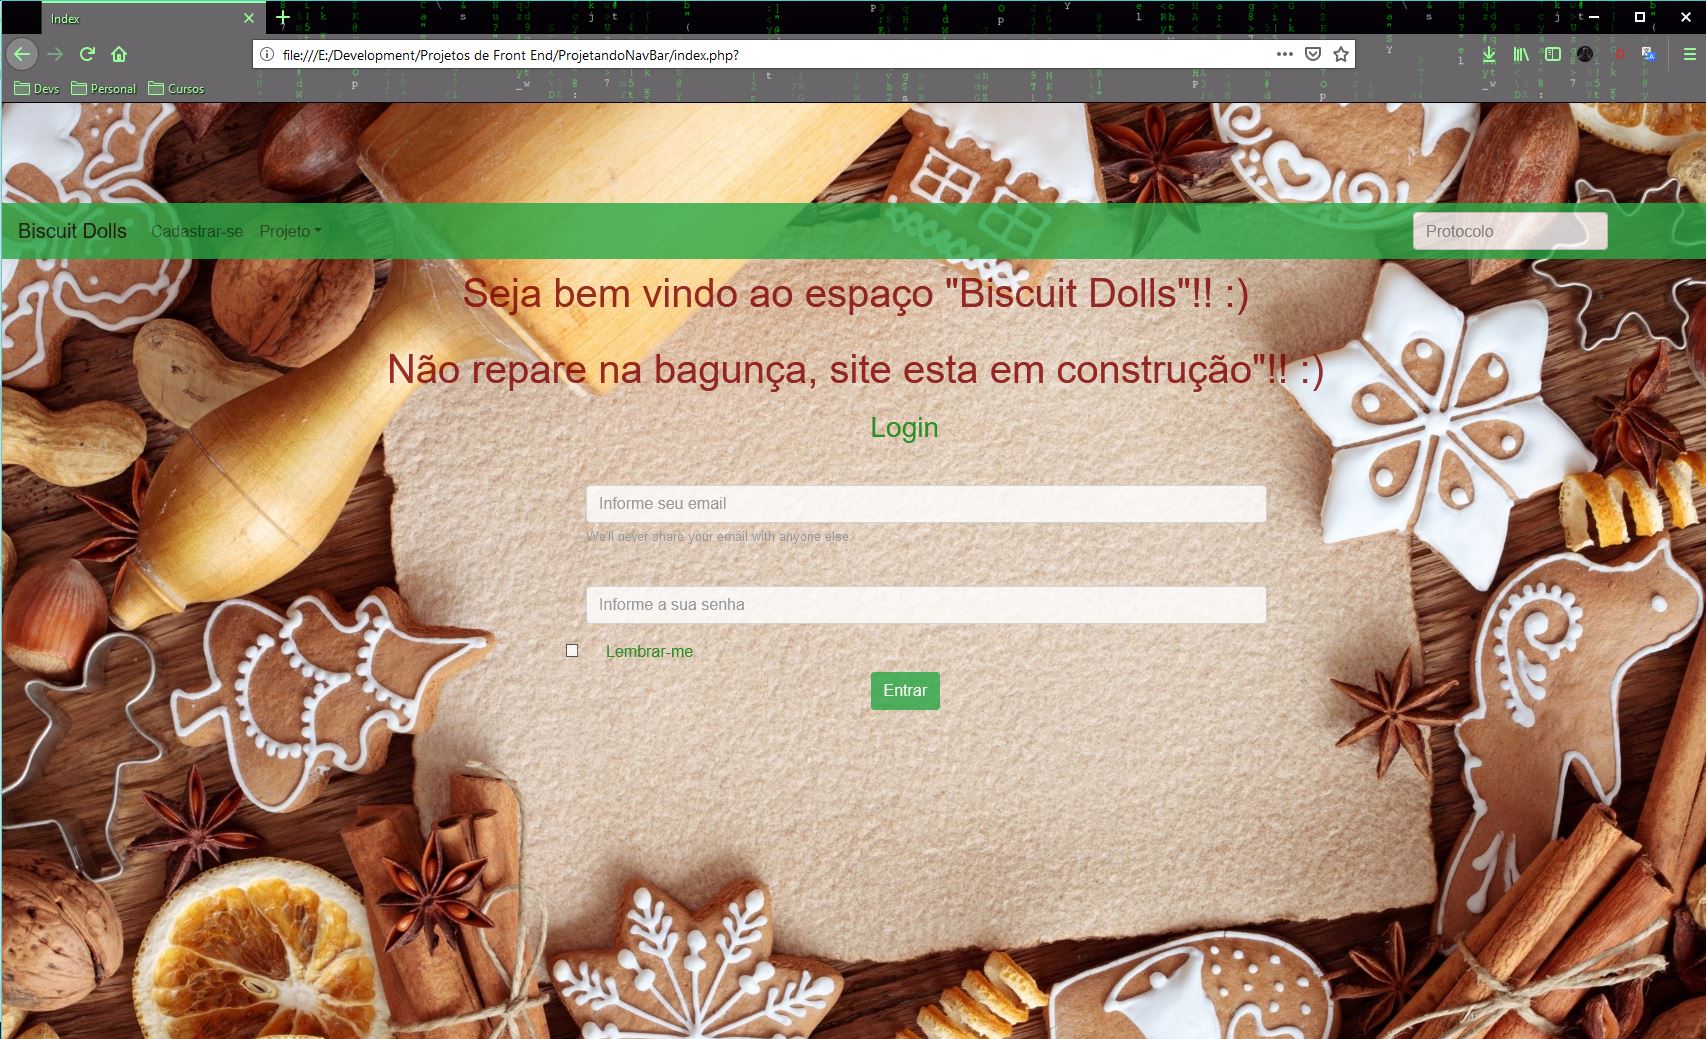 Index
file:///E:/Development/Projetos de Front End/ProjetandoNavBar/index.php?
Devs Personal Cursos
Biscuit Dolls Cadastrar-se Projeto Protocolo
Seja bem vindo ao espaço "Biscuit Dolls"!! :)
Não repare na bagunça, site esta em construção"!! :)
Login
Informe seu email
We'll never share your email with anyone else.
Informe a sua senha
Lembrar-me
Entrar